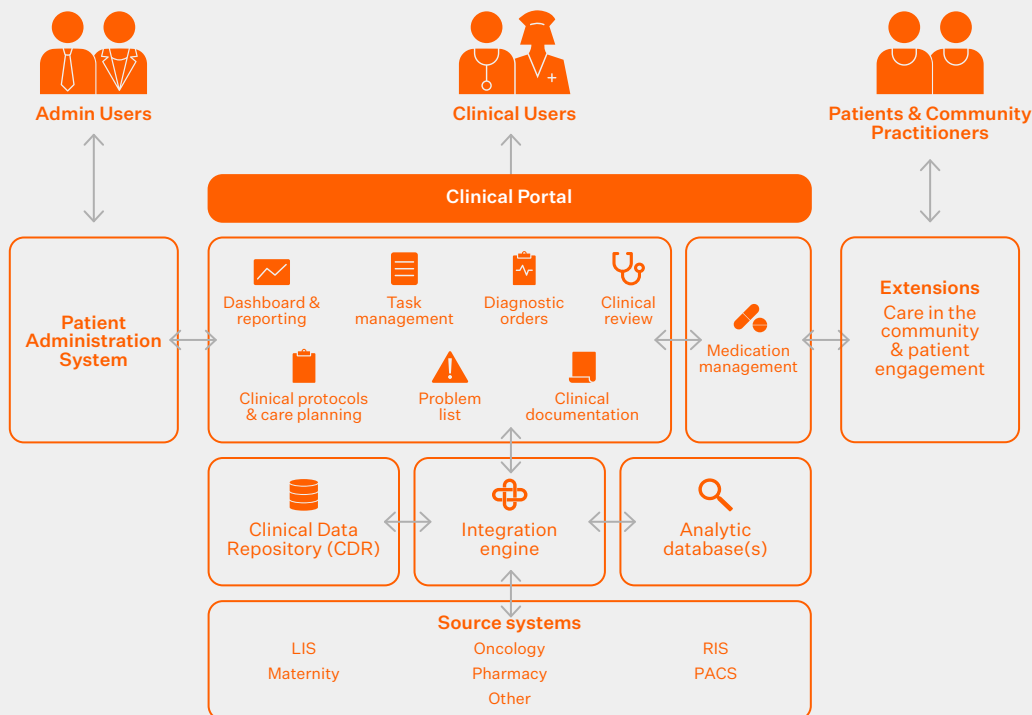 Admin Users
Clinical Users
Patients & Community
Practitioners
Clinical Portal
Patient
Administration
System
Dashboard &
reporting
Task
management
Diagnostic
orders
Clinical
review
Clinical protocols
& care planning
Problem
list
Clinical
documentation
Medication
management
Extensions
Care in the
community
& patient
engagement
Clinical Data
Repository (CDR)
Integration
engine
Analytic
database(s)
Source systems
LIS
Oncology
RIS
Maternity
Pharmacy
PACS
Other